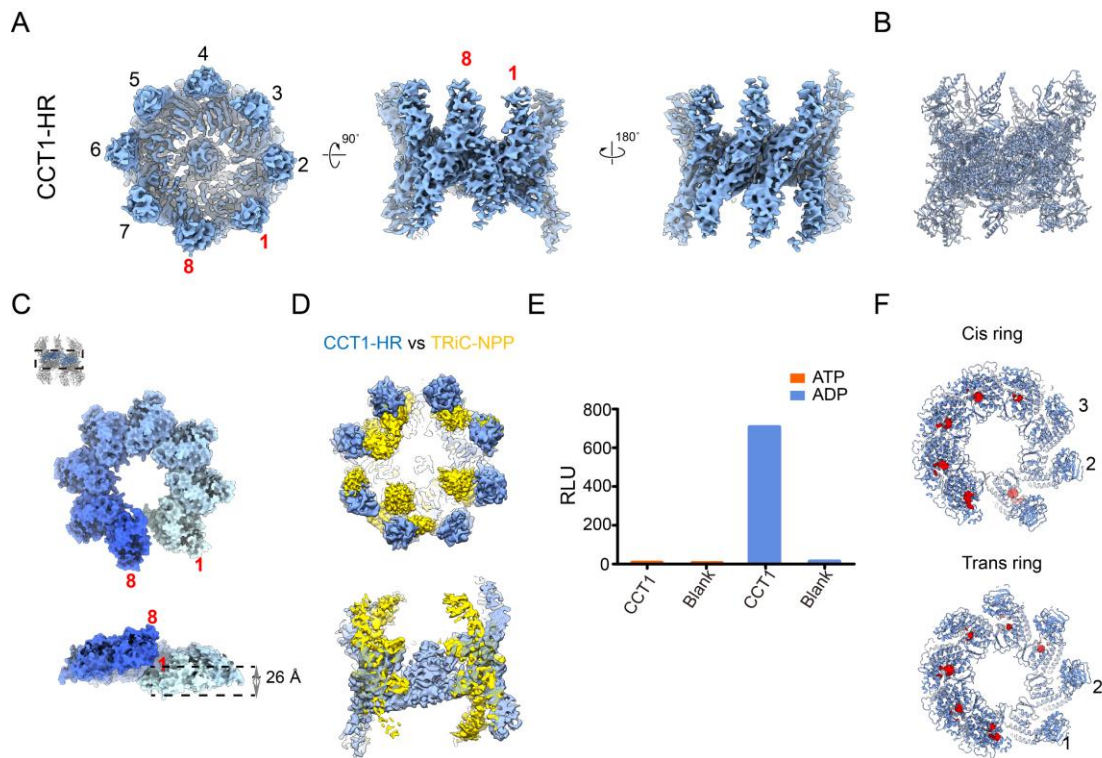 A
CCT1-HR
4
5
3
6
2
7
1
8
90°
8
1
180°
B
C
8
1
8
1
26 Å
D
CCT1-HR vs TRiC-NPP
E
ATP
ADP
RLU
800
600
400
200
0
CCT1
Blank
CCT1
Blank
F
Cis ring
3
2
Trans ring
2
1